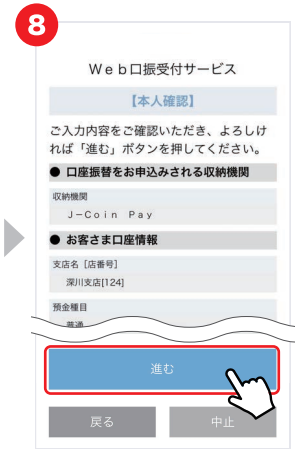 8
Ｗｅｂ口振受付サービス
【本人確認】
ご入力内容をご確認いただき、よろしけ
れば「進む」ボタンを押してください。
● 口座振替をお申込みされる収納機関
収納機関
Ｊ－Ｃｏｉｎ　Ｐａｙ
● お客さま口座情報
支店名［店番号］
深川支店[124]
預金種目
普通
進む
戻る
中止